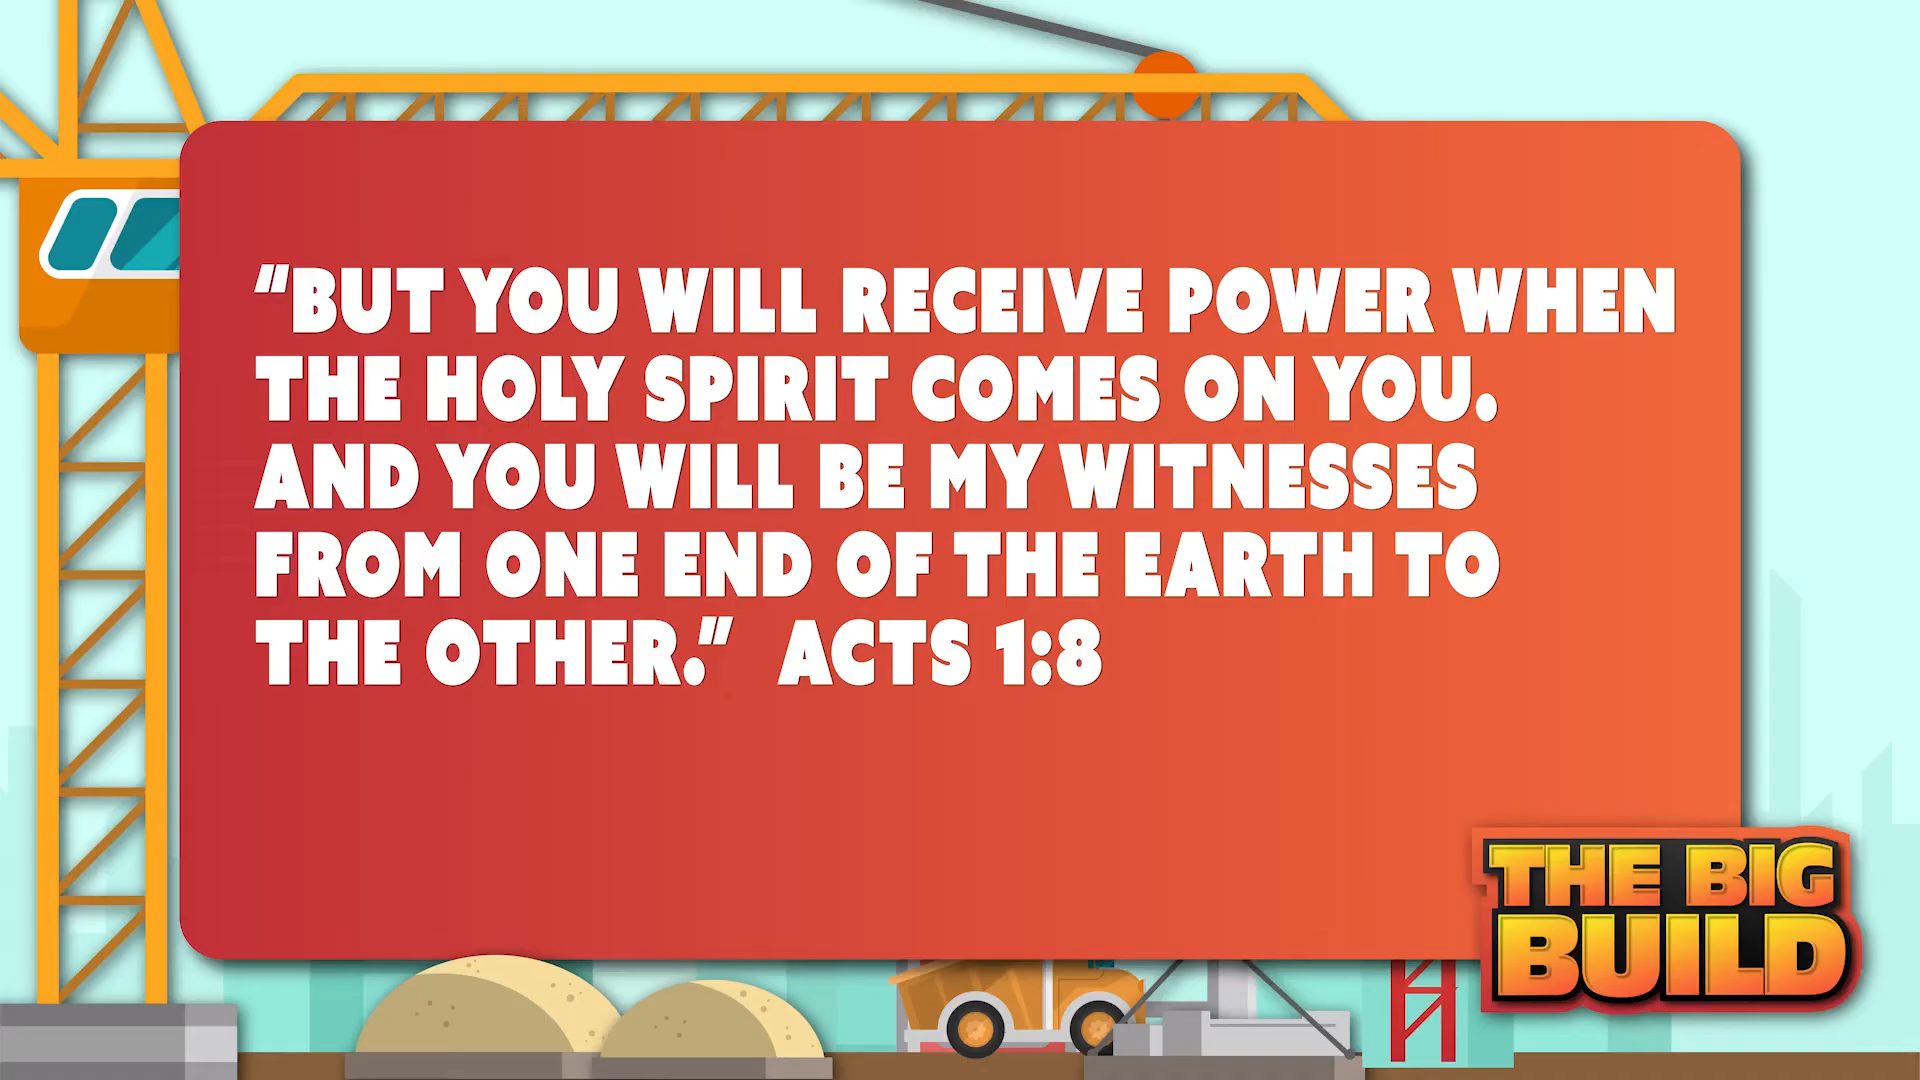 “BUT YOU WILL RECEIVE POWER WHEN
THE HOLY SPIRIT COMES ON YOU.
AND YOU WILL BE MY WITNESSES
FROM ONE END OF THE EARTH TO
THE OTHER.” ACTS 1:8
THE BIG
BUILD